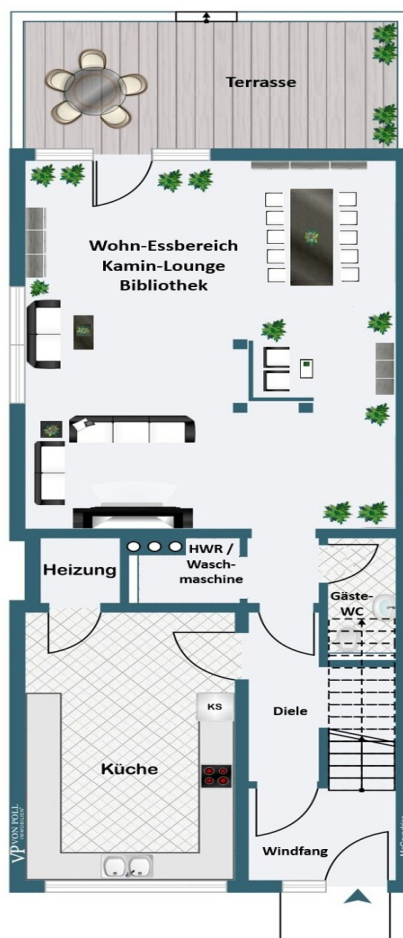 Terrasse
Wohn-Essbereich
Kamin-Lounge
Bibliothek
HWR /
Wasch-
maschine
Heizung
Gäste-
WC
KS
Diele
Küche
Windfang
VP VON POLL
IMMOBILIEN